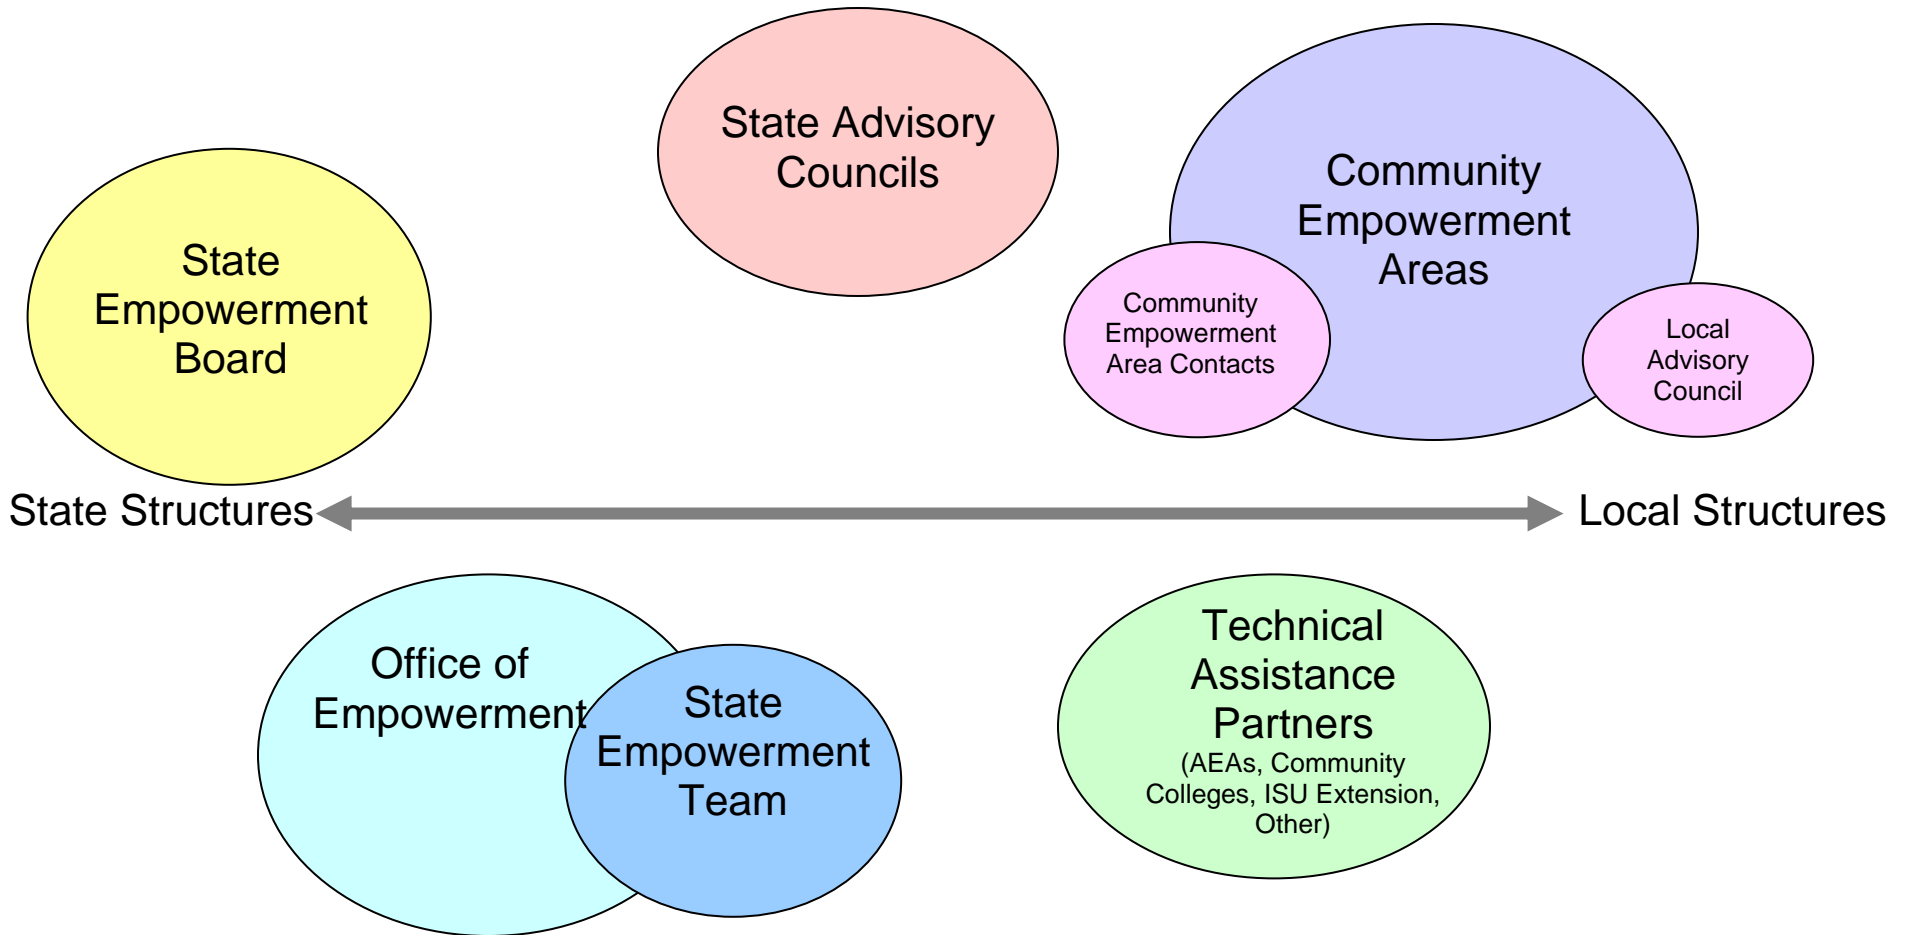 State Advisory
Councils
Community
Empowerment
Areas
State
Empowerment
Board
Community
Empowerment
Area Contacts
Local
Advisory
Council
State Structures
Local Structures
Office of
Empowerment
State
Empowerment
Team
Technical
Assistance
Partners
(AEAs, Community
Colleges, ISU Extension,
Other)